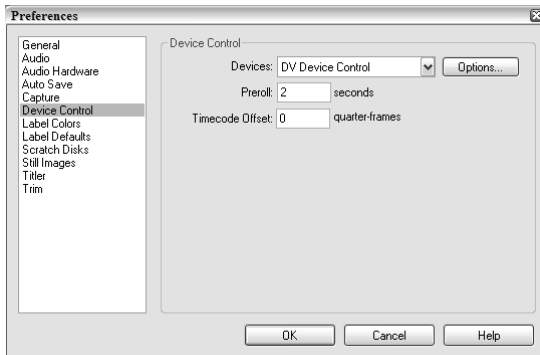 Preferences
General
Audio
Audio Hardware
Auto Save
Capture
Device Control
Label Colors
Label Defaults
Scratch Disks
Still Images
Titler
Trim
Device Control
Devices: DV Device Control Options...
Preroll: 2 seconds
Timecode Offset: 0 quarter-frames
OK Cancel Help